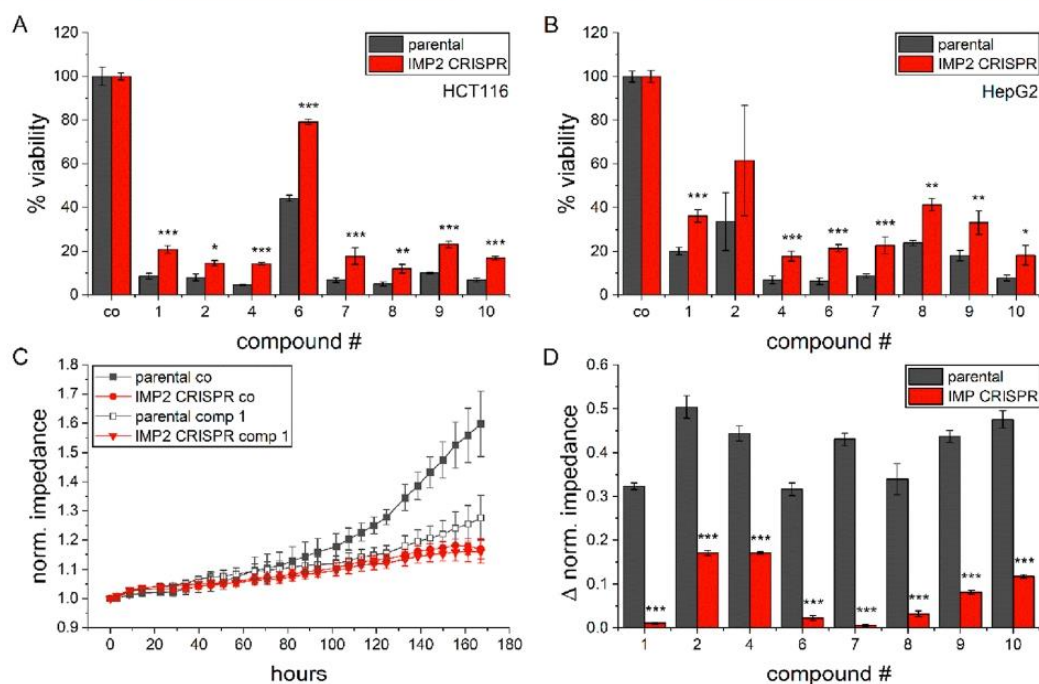 A
120
100
80
60
40
20
0
% viability
parental
IMP2 CRISPR
HCT116
***
*
***
***
***
**
***
***
co 1 2 4 6 7 8 9 10
compound #
B
120
100
80
60
40
20
0
% viability
parental
IMP2 CRISPR
HepG2
***
***
***
***
**
**
*
co 1 2 4 6 7 8 9 10
compound #
C
1.8
1.7
1.6
1.5
1.4
1.3
1.2
1.1
1.0
0.9
norm. impedance
parental co
IMP2 CRISPR co
parental comp 1
IMP2 CRISPR comp 1
0 20 40 60 80 100 120 140 160 180
hours
D
0.6
0.5
0.4
0.3
0.2
0.1
0.0
Δ norm. impedance
parental
IMP CRISPR
***
***
***
***
***
***
***
***
1 2 4 6 7 8 9 10
compound #